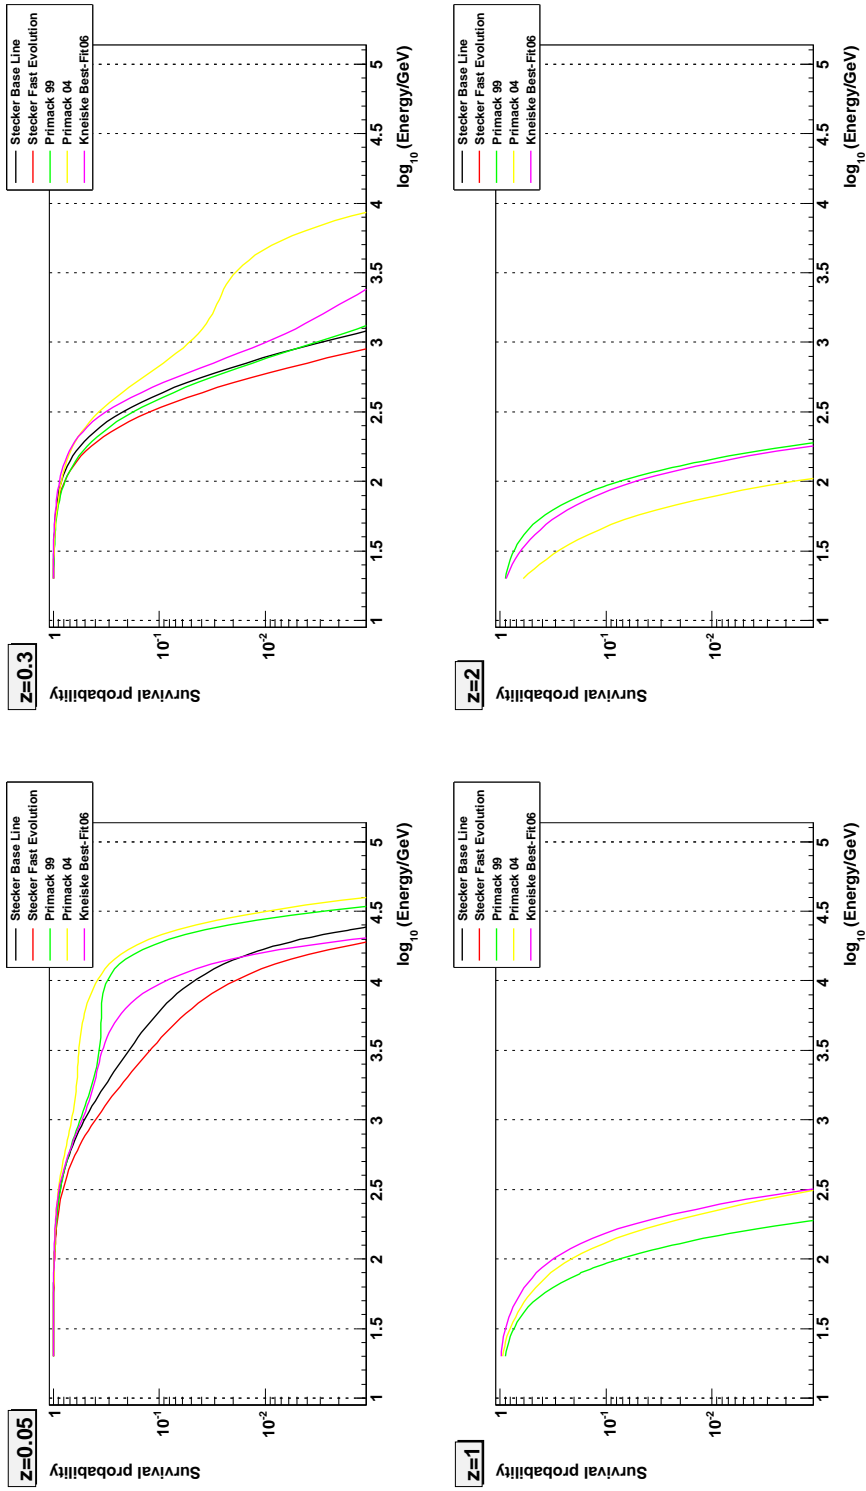 z=0.05
Survival probability
1
10-1
10-2
1
1.5
2
2.5
3
3.5
4
4.5
5
log10(Energy/GeV)
Stecker Base Line
Stecker Fast Evolution
Primack 99
Primack 04
Kneiske Best-Fit06
z=0.3
Survival probability
1
10-1
10-2
1
1.5
2
2.5
3
3.5
4
4.5
5
log10(Energy/GeV)
Stecker Base Line
Stecker Fast Evolution
Primack 99
Primack 04
Kneiske Best-Fit06
z=1
Survival probability
1
10-1
10-2
1
1.5
2
2.5
3
3.5
4
4.5
5
log10(Energy/GeV)
Stecker Base Line
Stecker Fast Evolution
Primack 99
Primack 04
Kneiske Best-Fit06
z=2
Survival probability
1
10-1
10-2
1
1.5
2
2.5
3
3.5
4
4.5
5
log10(Energy/GeV)
Stecker Base Line
Stecker Fast Evolution
Primack 99
Primack 04
Kneiske Best-Fit06